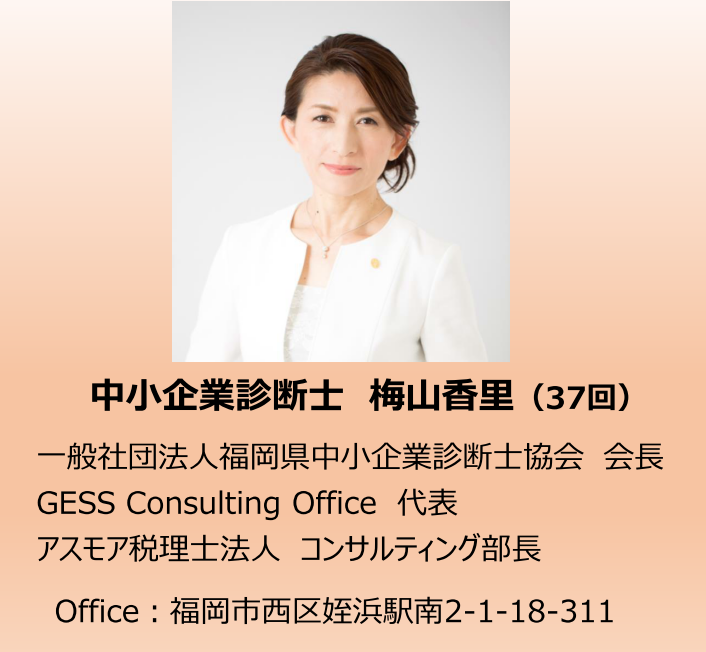 中小企業診断士 梅山香里（37回）
一般社団法人福岡県中小企業診断士協会 会長
GESS Consulting Office 代表
アスモア税理士法人 コンサルティング部長
Office：福岡市西区姪浜駅南2-1-18-311